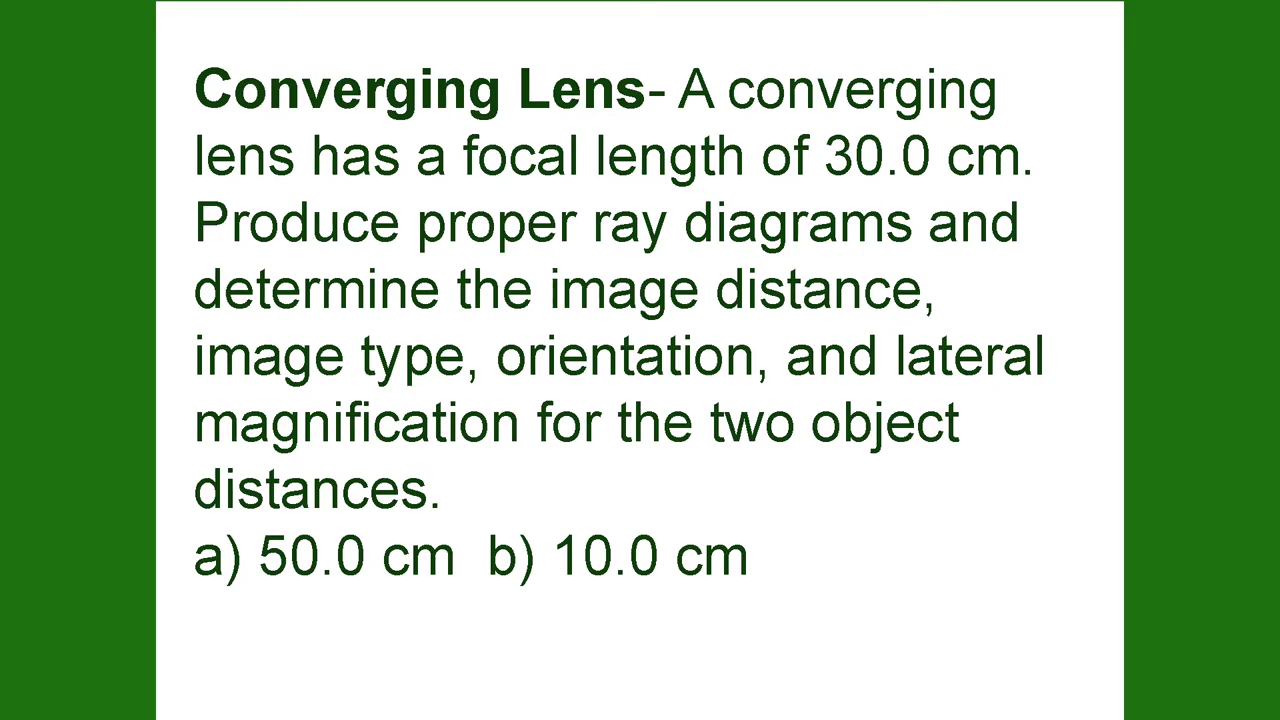 Converging Lens- A converging
lens has a focal length of 30.0 cm.
Produce proper ray diagrams and
determine the image distance,
image type, orientation, and lateral
magnification for the two object
distances.
a) 50.0 cm  b) 10.0 cm